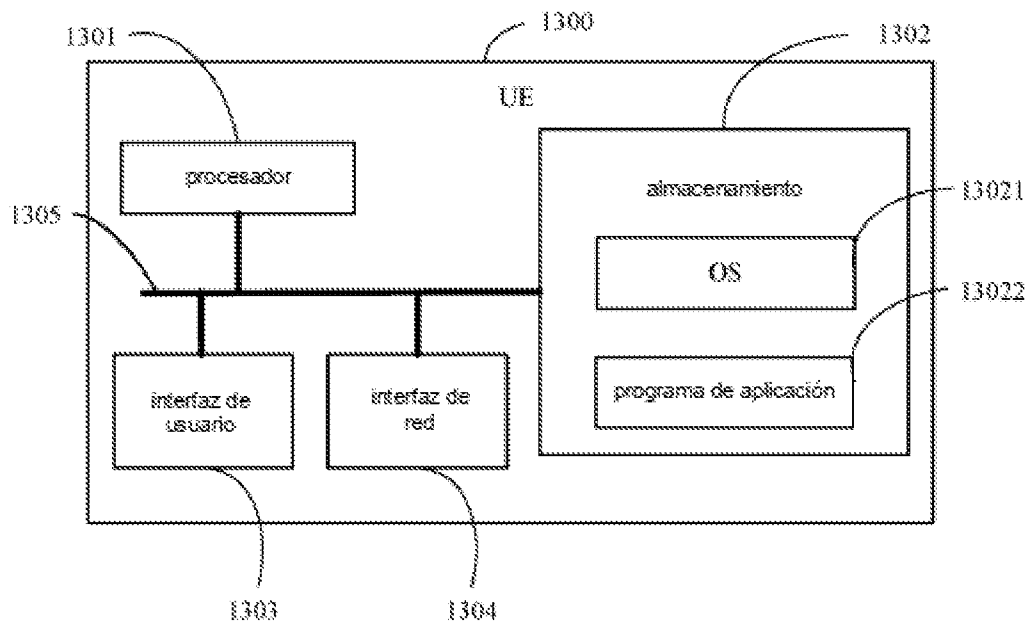 1301
1300
1302
UE
procesador
almacenamiento
1305
13021
OS
13022
programa de aplicación
interfaz de
usuario
interfaz de
red
1303
1304